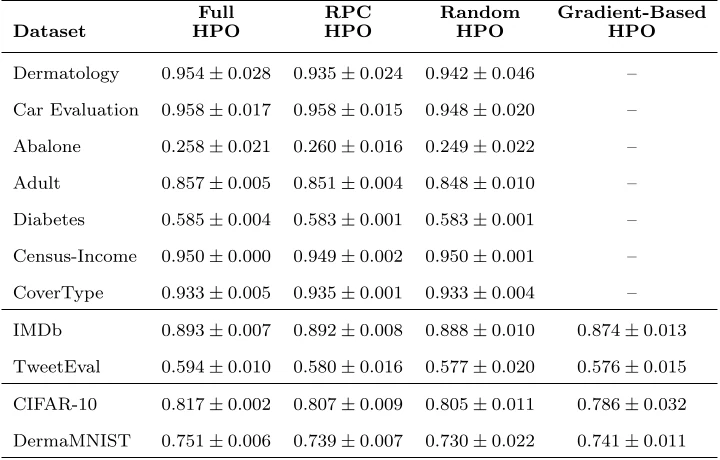 Full RPC Random Gradient-Based
Dataset HPO HPO HPO HPO
Dermatology 0.954 ± 0.028 0.935 ± 0.024 0.942 ± 0.046 –
Car Evaluation 0.958 ± 0.017 0.958 ± 0.015 0.948 ± 0.020 –
Abalone 0.258 ± 0.021 0.260 ± 0.016 0.249 ± 0.022 –
Adult 0.857 ± 0.005 0.851 ± 0.004 0.848 ± 0.010 –
Diabetes 0.585 ± 0.004 0.583 ± 0.001 0.583 ± 0.001 –
Census-Income 0.950 ± 0.000 0.949 ± 0.002 0.950 ± 0.001 –
CoverType 0.933 ± 0.005 0.935 ± 0.001 0.933 ± 0.004 –
IMDb 0.893 ± 0.007 0.892 ± 0.008 0.888 ± 0.010 0.874 ± 0.013
TweetEval 0.594 ± 0.010 0.580 ± 0.016 0.577 ± 0.020 0.576 ± 0.015
CIFAR-10 0.817 ± 0.002 0.807 ± 0.009 0.805 ± 0.011 0.786 ± 0.032
DermaMNIST 0.751 ± 0.006 0.739 ± 0.007 0.730 ± 0.022 0.741 ± 0.011